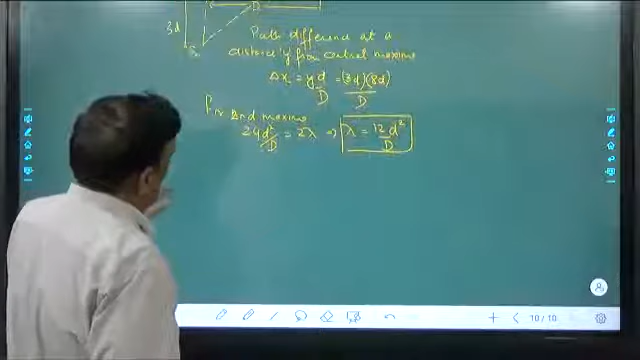 3d
Path difference at a
distance 'y' from central maxima
Δx = yd/D = (3d)(8d)/D
For 2nd maxima
24d²/D = 2λ ⇒ λ = 12d²/D
10/10